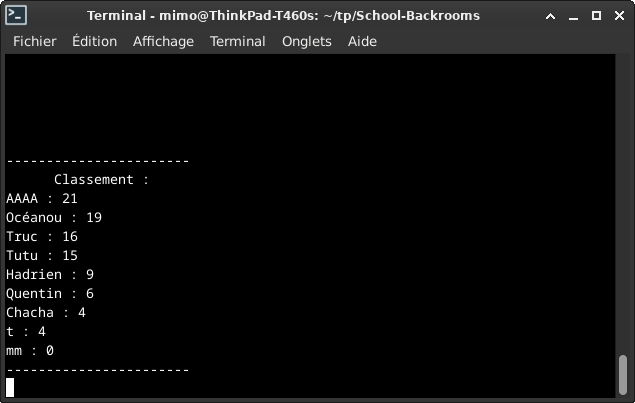 Terminal - mimo@ThinkPad-T460s: ~/tp/School-Backrooms
Fichier Édition Affichage Terminal Onglets Aide
-----------------------
Classement :
AAAA : 21
Océanou : 19
Truc : 16
Tutu : 15
Hadrien : 9
Quentin : 6
Chacha : 4
t : 4
mm : 0
-----------------------